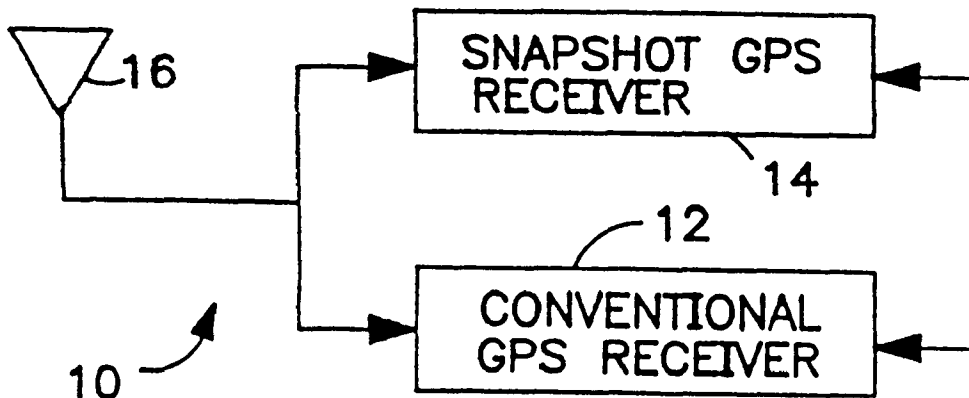 16
SNAPSHOT GPS
RECEIVER
14
12
CONVENTIONAL
GPS RECEIVER
10